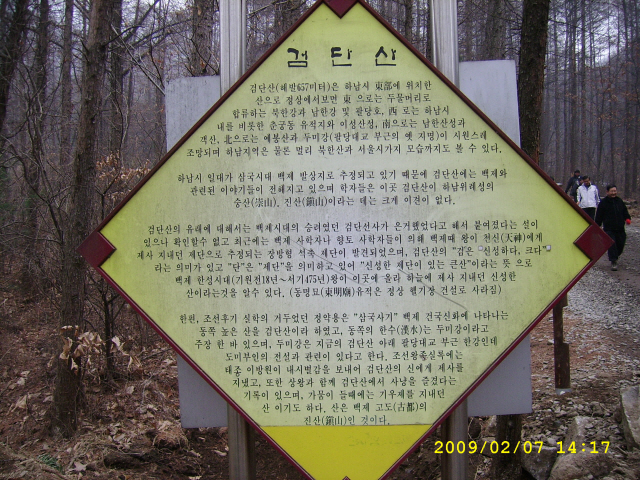 검단산
검단산(해발657미터)은 하남시 東部에 위치한
산으로 정상에서보면 東 으로는 두물머리로
합류하는 북한강과 남한강 및 팔당호, 西 로는 하남시
내를 비롯한 춘궁동 유적지와 이성산성, 南으로는 남한산성과
객산, 北으로는 예봉산과 두미강(팔당대교 부근의 옛 지명)이 시원스레
조망되며 하남지역은 물론 멀리 북한산과 서울시가지 모습까지도 볼 수 있다.
하남시 일대가 삼국시대 백제 발상지로 추정되고 있기 때문에 백제와
관련된 이야기들이 전해지고 있으며 학자들은 이곳 검단산이 하남위례성의
숭산(崇山), 진산(鎭山)이라는 데는 크게 이견이 없다.
검단산의 유래에 대해서는 백제시대의 승려였던 검단선사가 은거했었다고 해서 붙여졌다는 설이
있으나 확인할수 없고 최근에는 백제 사학자나 향토 사학자들이 의해 백제때 왕이 천신(天神)에게
제사 지내던 제단으로 추정되는 장방형 석축 제단이 발견되었으며, 검단산의 "검"은 "신성하다, 크다"
라는 의미가 있고 "단"은 "제단"을 의미하고 있어 "신성한 제단이 있는 큰산"이라는 뜻 으로
백제 한성시대(기원전18년~서기475년)왕이 이곳에 올라 하늘에 제사 지내던 신성한
산이라는것을 알수 있다. (동명묘(東明廟)유적은 정상 헬기장 건설로 사라짐)
한편, 조선후기 실학의 거두였던 정약용은 "삼국사기" 백제 건국신화에 나타나는
동쪽 높은 산을 검단산이라 하였고, 동쪽의 한수(漢水)는 두미강이라고
주장 한 바 있으며, 두미강은 지금의 검단산 아래 팔당대교 부근 한강인데
도미부인의 전설과 관련이 있다고 한다. 조선왕조실록에는
태종 이방원이 내시별감을 보내어 검단산의 신에게 제사를
지냈고, 또한 상왕과 함께 검단산에서 사냥을 즐겼다는
기록이 있으며, 가뭄이 들때에는 기우제를 지내던
산 이기도 하다. 산은 백제 고도(古都)의
진산(鎭山)인 것이다.
2009/02/07 14:17